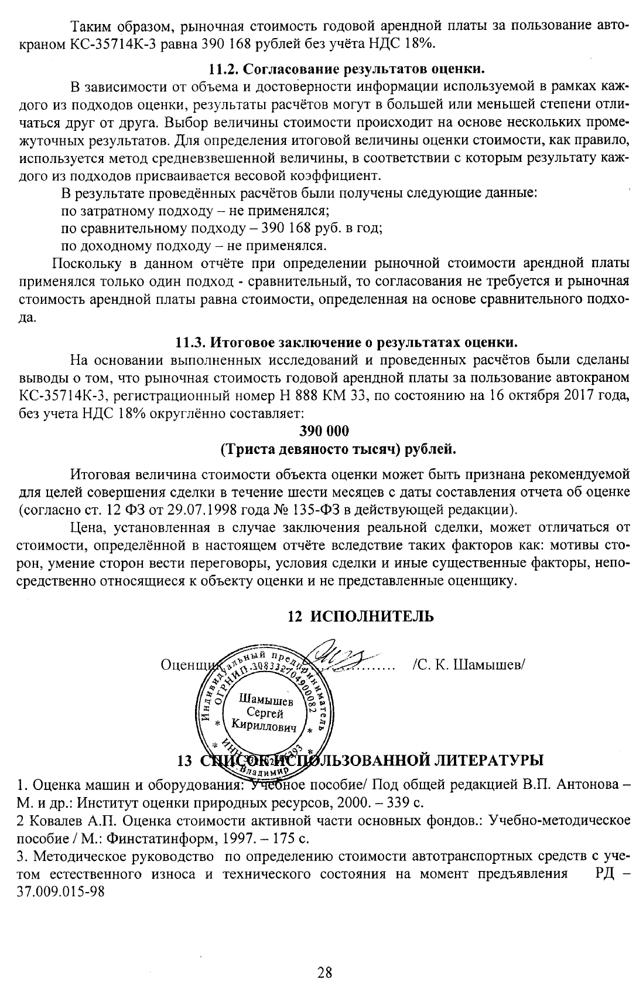 Таким образом, рыночная стоимость годовой арендной платы за пользование авто-
краном КС-35714К-3 равна 390 168 рублей без учёта НДС 18%.
11.2. Согласование результатов оценки.
В зависимости от объема и достоверности информации используемой в рамках каж-
дого из подходов оценки, результаты расчётов могут в большей или меньшей степени отли-
чаться друг от друга. Выбор величины стоимости происходит на основе нескольких проме-
жуточных результатов. Для определения итоговой величины оценки стоимости, как правило,
используется метод средневзвешенной величины, в соответствии с которым результату каж-
дого из подходов присваивается весовой коэффициент.
В результате проведённых расчётов были получены следующие данные:
по затратному подходу – не применялся;
по сравнительному подходу – 390 168 руб. в год;
по доходному подходу – не применялся.
Поскольку в данном отчёте при определении рыночной стоимости арендной платы
применялся только один подход - сравнительный, то согласования не требуется и рыночная
стоимость арендной платы равна стоимости, определенная на основе сравнительного подхо-
да.
11.3. Итоговое заключение о результатах оценки.
На основании выполненных исследований и проведенных расчётов были сделаны
выводы о том, что рыночная стоимость годовой арендной платы за пользование автокраном
КС-35714К-3, регистрационный номер Н 888 КМ 33, по состоянию на 16 октября 2017 года,
без учета НДС 18% округлённо составляет:
390 000
(Триста девяносто тысяч) рублей.
Итоговая величина стоимости объекта оценки может быть признана рекомендуемой
для целей совершения сделки в течение шести месяцев с даты составления отчета об оценке
(согласно ст. 12 ФЗ от 29.07.1998 года № 135-ФЗ в действующей редакции).
Цена, установленная в случае заключения реальной сделки, может отличаться от
стоимости, определённой в настоящем отчёте вследствие таких факторов как: мотивы сто-
рон, умение сторон вести переговоры, условия сделки и иные существенные факторы, непо-
средственно относящиеся к объекту оценки и не представленные оценщику.
12 ИСПОЛНИТЕЛЬ
Оценщик .............. /С. К. Шамышев/
Индивидуальный предприниматель
ОГРНИП 308332704900082
Шамышев
Сергей
Кириллович
ИНН
г. Владимир
13 СПИСОК ИСПОЛЬЗОВАННОЙ ЛИТЕРАТУРЫ
1. Оценка машин и оборудования: Учебное пособие/ Под общей редакцией В.П. Антонова –
М. и др.: Институт оценки природных ресурсов, 2000. – 339 с.
2 Ковалев А.П. Оценка стоимости активной части основных фондов.: Учебно-методическое
пособие / М.: Финстатинформ, 1997. – 175 с.
3. Методическое руководство по определению стоимости автотранспортных средств с уче-
том естественного износа и технического состояния на момент предъявления РД –
37.009.015-98
28